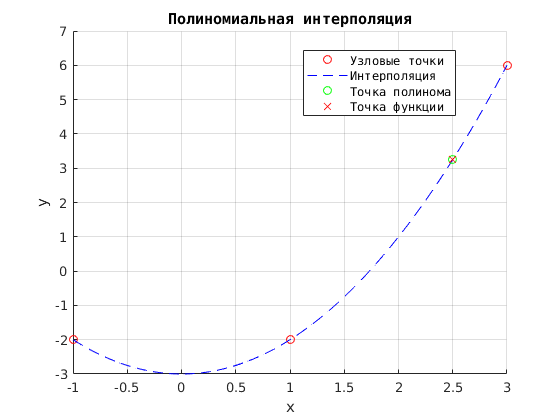 Полиномиальная интерполяция
Узловые точки
Интерполяция
Точка полинома
Точка функции
y
7
6
5
4
3
2
1
0
-1
-2
-3
-1 -0.5 0 0.5 1 1.5 2 2.5 3
x